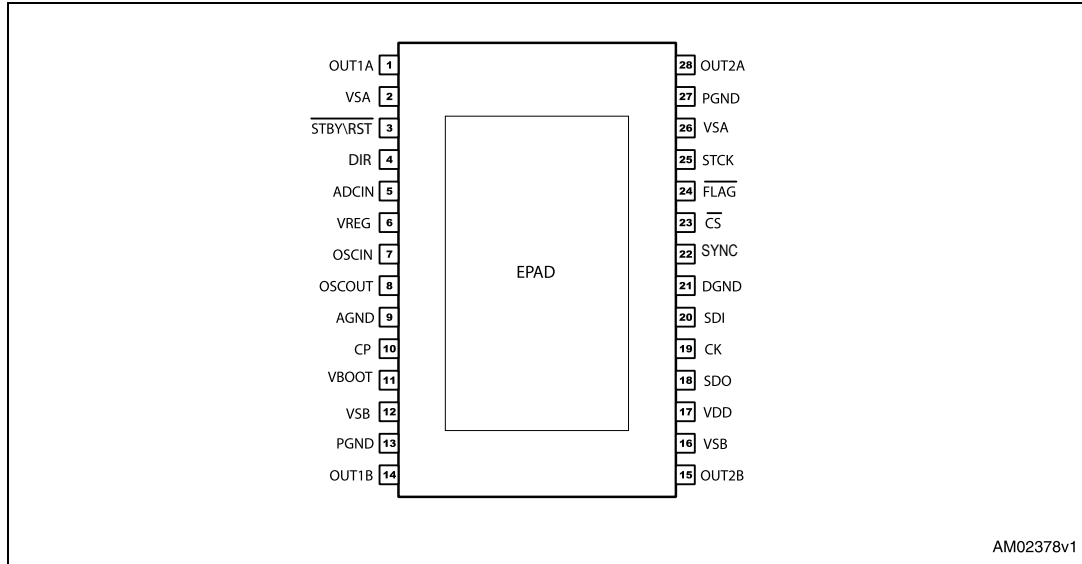 OUT1A 1
VSA 2
STBY\RST 3
DIR 4
ADCIN 5
VREG 6
OSCIN 7
OSCOUT 8
AGND 9
CP 10
VBOOT 11
VSB 12
PGND 13
OUT1B 14
EPAD
28 OUT2A
27 PGND
26 VSA
25 STCK
24 FLAG
23 CS
22 SYNC
21 DGND
20 SDI
19 CK
18 SDO
17 VDD
16 VSB
15 OUT2B
AM02378v1